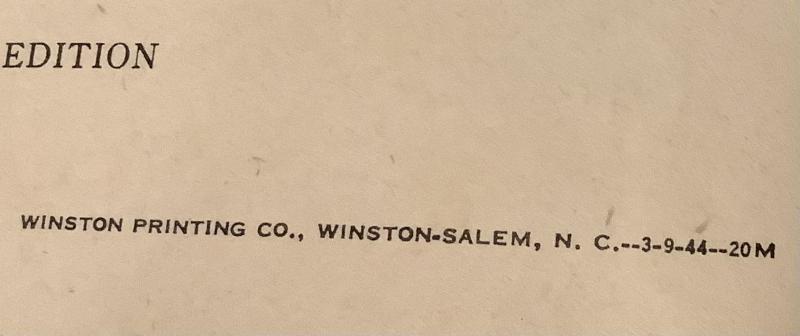 EDITION
WINSTON PRINTING CO., WINSTON-SALEM, N. C.--3-9-44--20M